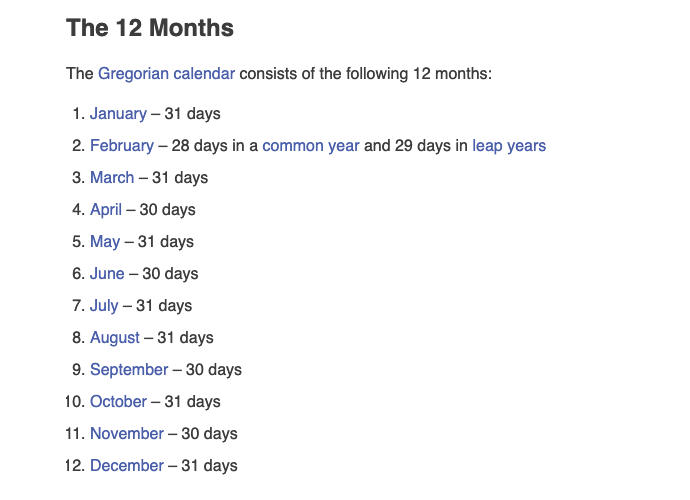 The 12 Months
The Gregorian calendar consists of the following 12 months:
1. January – 31 days
2. February – 28 days in a common year and 29 days in leap years
3. March – 31 days
4. April – 30 days
5. May – 31 days
6. June – 30 days
7. July – 31 days
8. August – 31 days
9. September – 30 days
10. October – 31 days
11. November – 30 days
12. December – 31 days